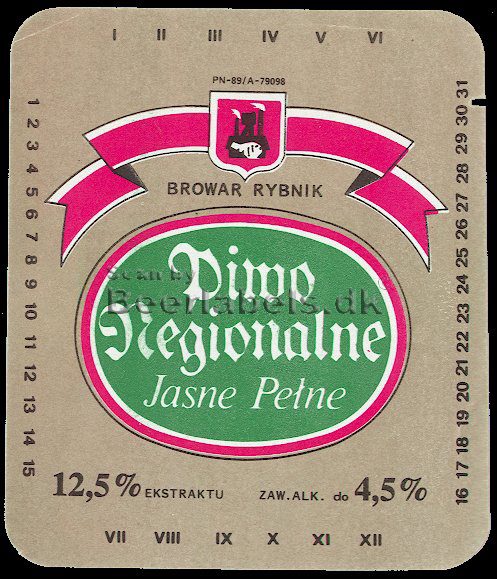 I II III IV V VI
PN-89/A-79098
BROWAR RYBNIK
Piwo
Regionalne
Jasne Pełne
Scan by
Beerlabels.dk
12,5% EKSTRAKTU ZAW.ALK. do 4,5%
1 2 3 4 5 6 7 8 9 10 11 12 13 14 15
16 17 18 19 20 21 22 23 24 25 26 27 28 29 30 31
VII VIII IX X XI XII